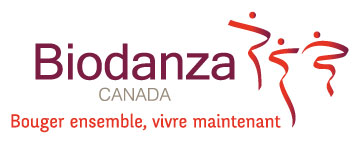 Biodanza
CANADA
Bouger ensemble, vivre maintenant